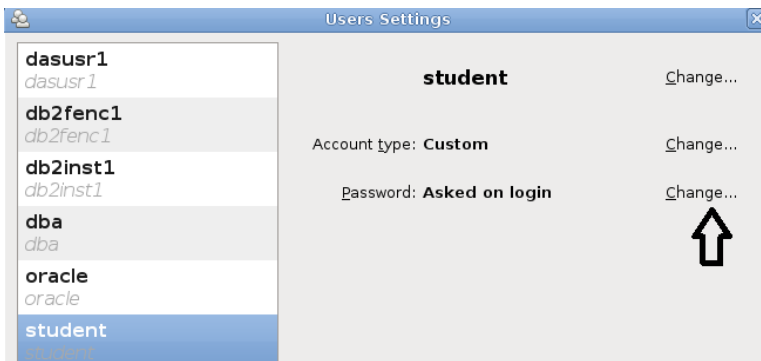 Users Settings
dasusr1
dasusr1
db2fenc1
db2fenc1
db2inst1
db2inst1
dba
dba
oracle
oracle
student
student
student Change...
Account type: Custom Change...
Password: Asked on login Change...